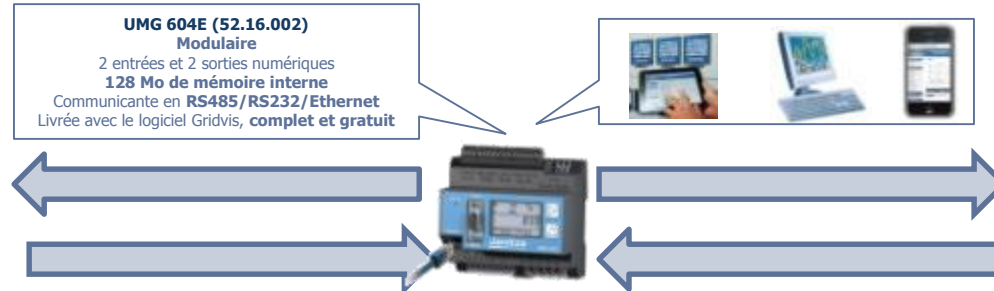 UMG 604E (52.16.002)
Modulaire
2 entrées et 2 sorties numériques
128 Mo de mémoire interne
Communicante en RS485/RS232/Ethernet
Livrée avec le logiciel Gridvis, complet et gratuit